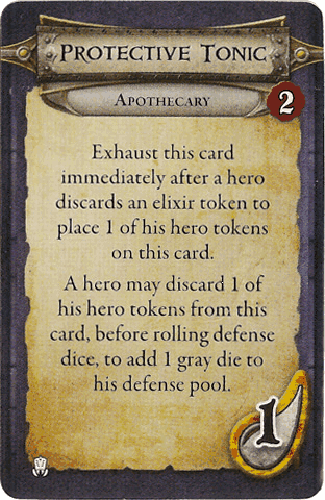 PROTECTIVE TONIC
APOTHECARY
2
Exhaust this card
immediately after a hero
discards an elixir token to
place 1 of his hero tokens
on this card.
A hero may discard 1 of
his hero tokens from this
card, before rolling defense
dice, to add 1 gray die to
his defense pool.
1